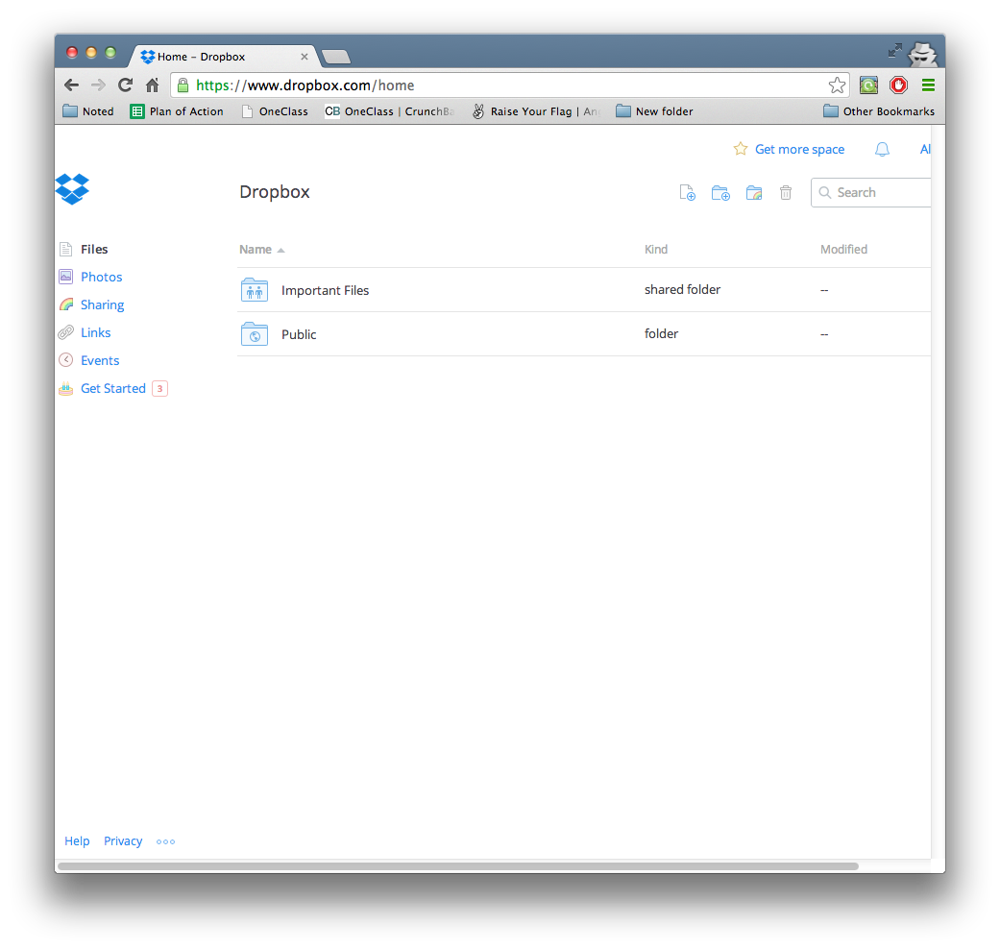 Home – Dropbox
https://www.dropbox.com/home
Noted Plan of Action OneClass CB OneClass | CrunchBa Raise Your Flag | An New folder Other Bookmarks
Get more space Al
Dropbox Search
Files
Photos
Sharing
Links
Events
Get Started 3
Name Kind Modified
Important Files shared folder --
Public folder --
Help Privacy